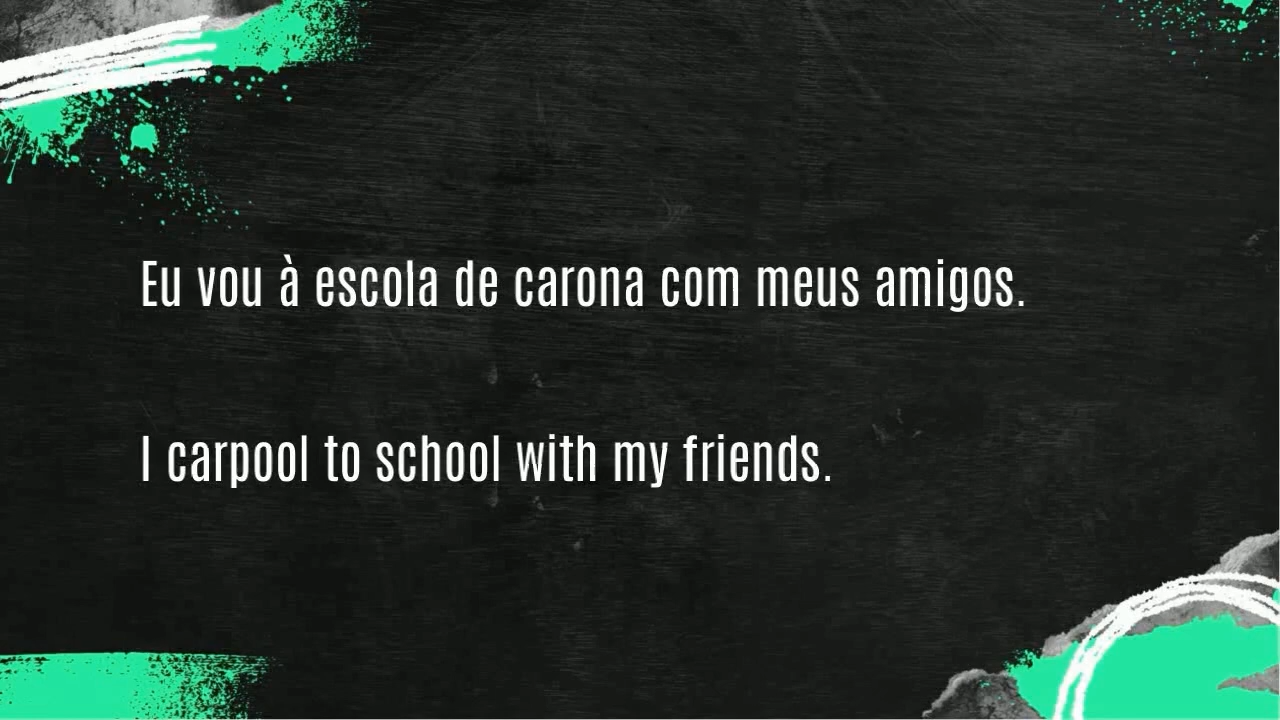 Eu vou à escola de carona com meus amigos.
I carpool to school with my friends.